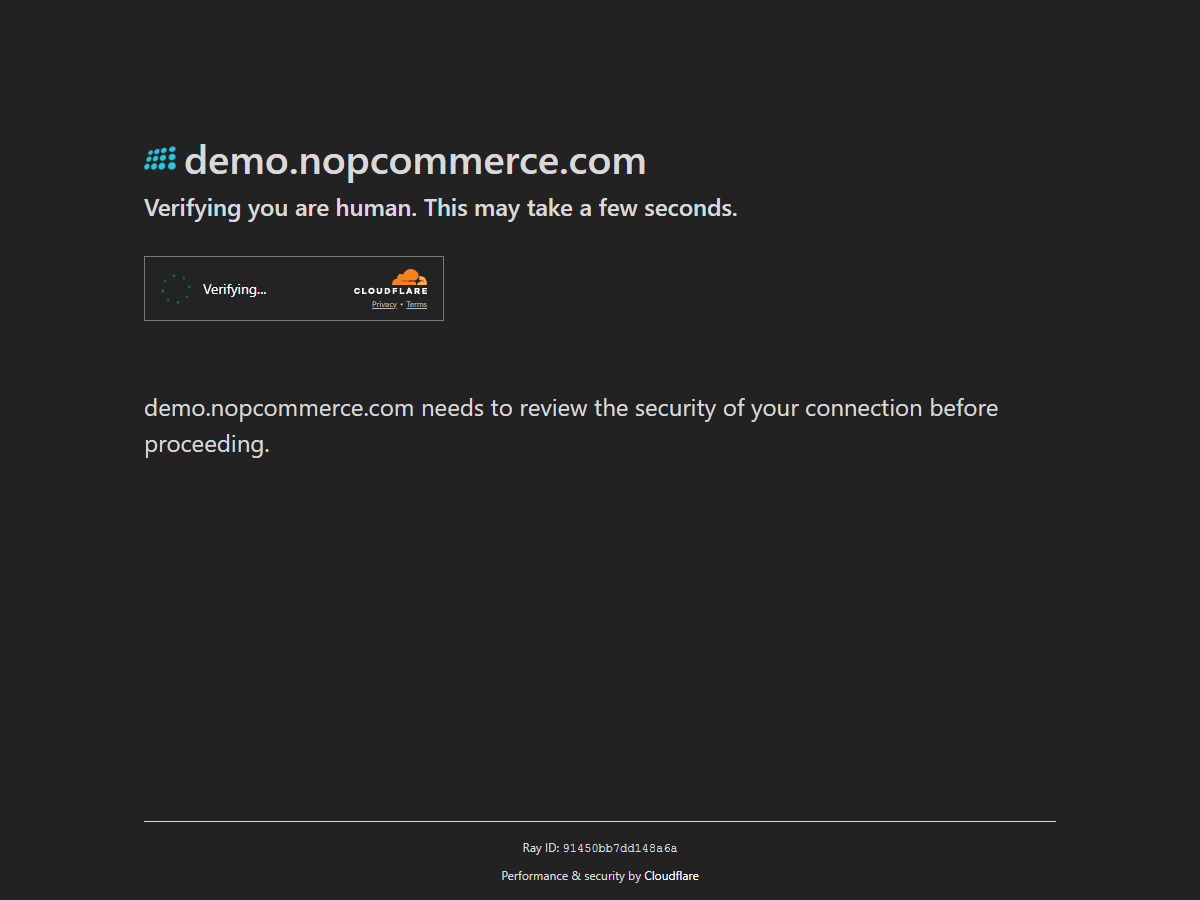 demo.nopcommerce.com
Verifying you are human. This may take a few seconds.
Verifying...
CLOUDFLARE
Privacy • Terms
demo.nopcommerce.com needs to review the security of your connection before
proceeding.
Ray ID: 91450bb7dd148a6a
Performance & security by Cloudflare